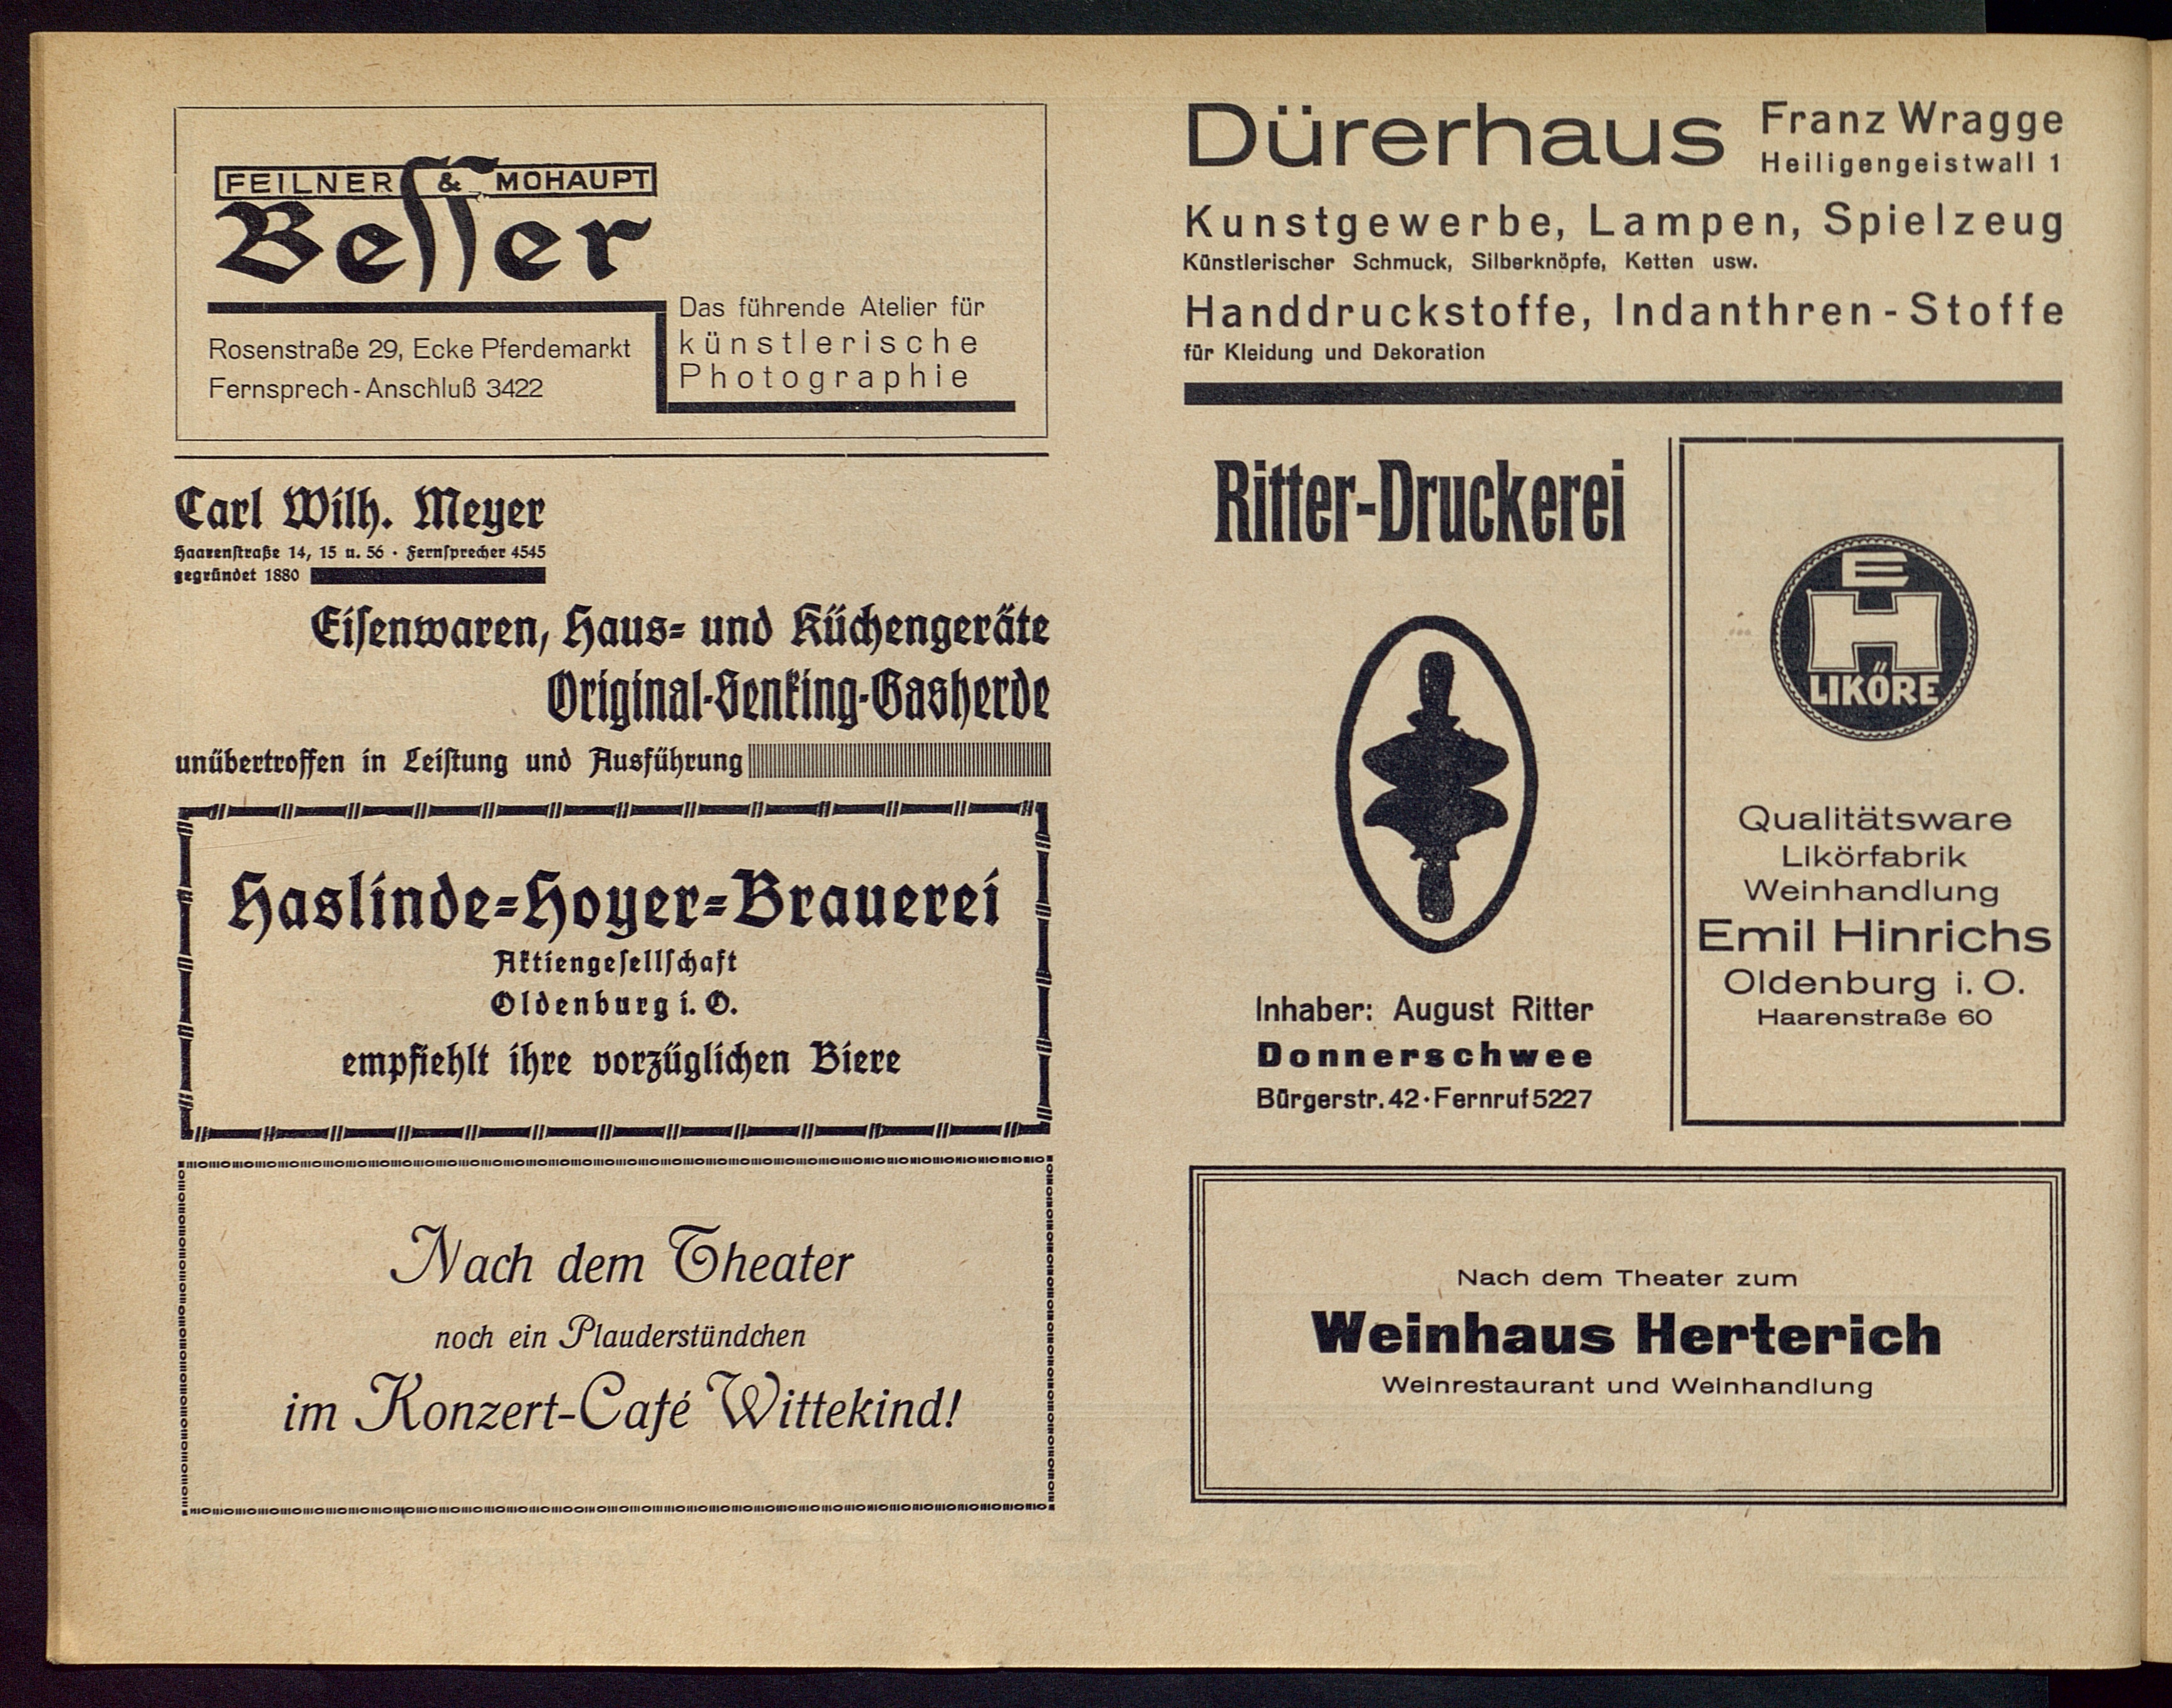 FEILNER & MOHAUPT
Besser
Das führende Atelier für
künstlerische
Photographie
Rosenstraße 29, Ecke Pferdemarkt
Fernsprech-Anschluß 3422
Carl Wilh. Meyer
Haarenstraße 14, 15 u. 56 · Fernsprecher 4545
gegründet 1880
Eisenwaren, Haus- und Küchengeräte
Original-Senking-Gasherde
unübertroffen in Leistung und Ausführung
Haslinde-Hoyer-Brauerei
Aktiengesellschaft
Oldenburg i. O.
empfiehlt ihre vorzüglichen Biere
Nach dem Theater
noch ein Plauderstündchen
im Konzert-Café Wittekind!
Dürerhaus
Franz Wragge
Heiligengeistwall 1
Kunstgewerbe, Lampen, Spielzeug
Künstlerischer Schmuck, Silberknöpfe, Ketten usw.
Handdruckstoffe, Indanthren-Stoffe
für Kleidung und Dekoration
Ritter-Druckerei
Inhaber: August Ritter
Donnerschwee
Bürgerstr. 42 · Fernruf 5227
E
H
LIKÖRE
Qualitätsware
Likörfabrik
Weinhandlung
Emil Hinrichs
Oldenburg i. O.
Haarenstraße 60
Nach dem Theater zum
Weinhaus Herterich
Weinrestaurant und Weinhandlung